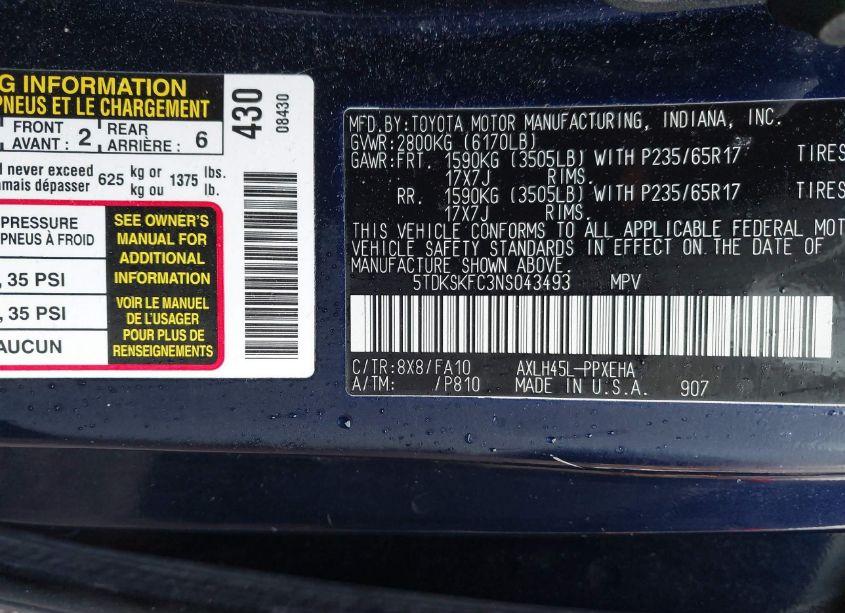 G INFORMATION
PNEUS ET LE CHARGEMENT
FRONT
AVANT : 2
REAR
ARRIÈRE : 6
d never exceed
amais dépasser
625 kg or
kg ou
1375 lbs.
lb.
PRESSURE
PNEUS À FROID
, 35 PSI
, 35 PSI
AUCUN
SEE OWNER'S
MANUAL FOR
ADDITIONAL
INFORMATION
VOIR LE MANUEL
DE L'USAGER
POUR PLUS DE
RENSEIGNEMENTS
430
08430
MFD.BY:TOYOTA MOTOR MANUFACTURING, INDIANA, INC.
GVWR:2800KG (6170LB)
GAWR:FRT. 1590KG (3505LB) WITH P235/65R17 TIRES
17X7J RIMS.
RR. 1590KG (3505LB) WITH P235/65R17 TIRES
17X7J RIMS.
THIS VEHICLE CONFORMS TO ALL APPLICABLE FEDERAL MOT
VEHICLE SAFETY STANDARDS IN EFFECT ON THE DATE OF
MANUFACTURE SHOWN ABOVE.
5TDKSKFC3NS043493 MPV
C/TR:8X8/FA10 AXLH45L-PPXEHA
A/TM: /P810 MADE IN U.S.A. 907